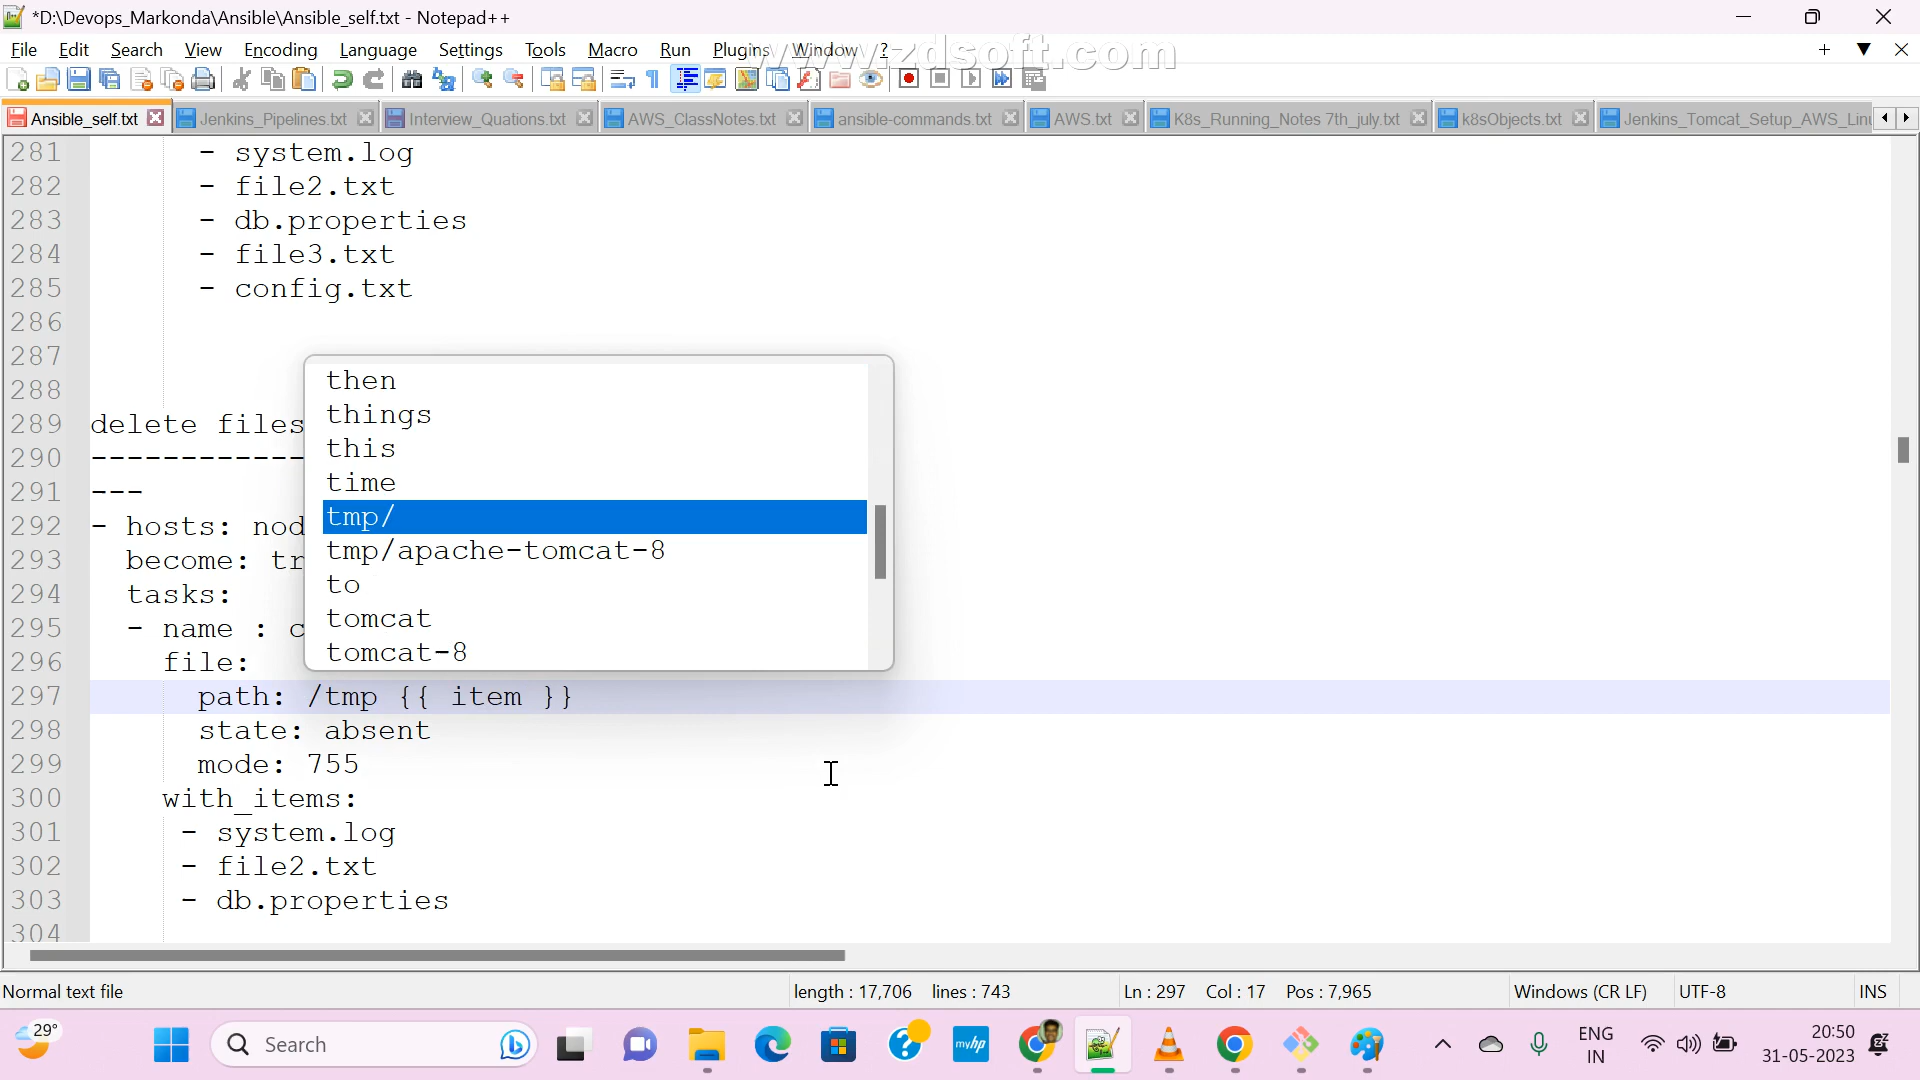 *D:\Devops_Markonda\Ansible\Ansible_self.txt - Notepad++
File Edit Search View Encoding Language Settings Tools Macro Run Plugins Window ?
www.zdsoft.com
Ansible_self.txt Jenkins_Pipelines.txt Interview_Quations.txt AWS_ClassNotes.txt ansible-commands.txt AWS.txt K8s_Running_Notes 7th_july.txt k8sObjects.txt Jenkins_Tomcat_Setup_AWS_Linu
281 - system.log
282 - file2.txt
283 - db.properties
284 - file3.txt
285 - config.txt
286
287
288
289 delete files
290 ------------
291 ---
292 - hosts: nod
293 become: tr
294 tasks:
295 - name : c
296 file:
297 path: /tmp {{ item }}
298 state: absent
299 mode: 755
300 with_items:
301 - system.log
302 - file2.txt
303 - db.properties
304
then
things
this
time
tmp/
tmp/apache-tomcat-8
to
tomcat
tomcat-8
Normal text file length : 17,706 lines : 743 Ln : 297 Col : 17 Pos : 7,965 Windows (CR LF) UTF-8 INS
29° Search myhp ENG 20:50
IN 31-05-2023